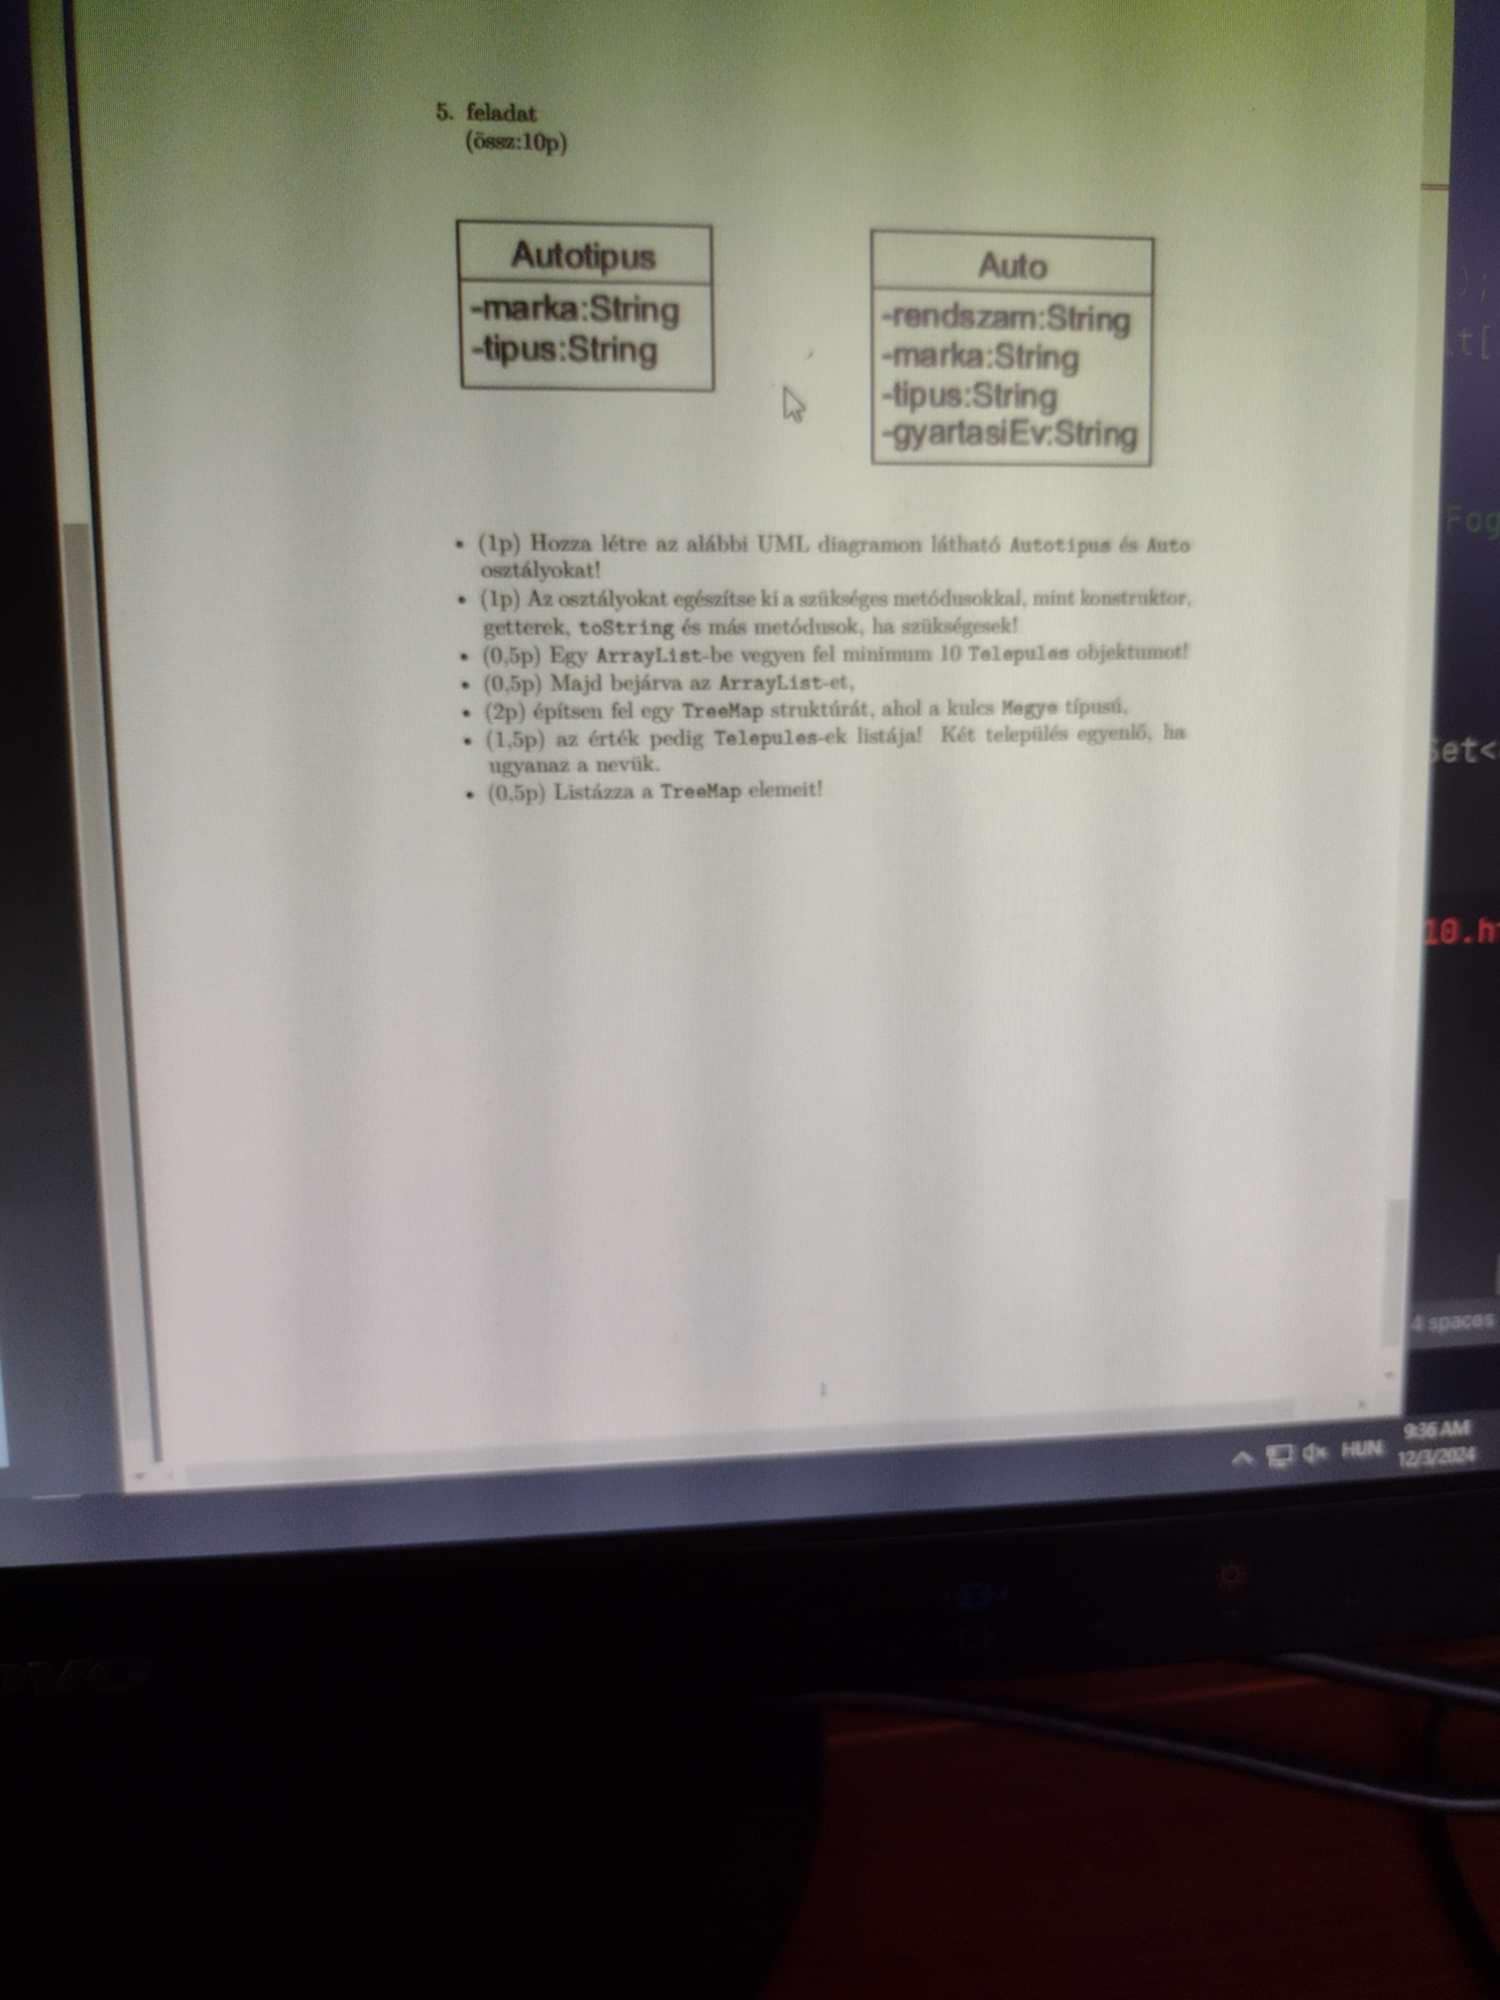 5. feladat
(össz:10p)
Autotipus
-marka:String
-tipus:String
Auto
-rendszam:String
-marka:String
-tipus:String
-gyartasiEv:String
• (1p) Hozza létre az alábbi UML diagramon látható Autotipus és Auto
osztályokat!
• (1p) Az osztályokat egészítse ki a szükséges metódusokkal, mint konstruktor,
getterek, toString és más metódusok, ha szükségesek!
• (0,5p) Egy ArrayList-be vegyen fel minimum 10 Telepules objektumot!
• (0,5p) Majd bejárva az ArrayList-et,
• (2p) építsen fel egy TreeMap struktúrát, ahol a kulcs Megye típusú,
• (1,5p) az érték pedig Telepules-ek listája! Két település egyenlő, ha
ugyanaz a nevük.
• (0,5p) Listázza a TreeMap elemeit!
);
t[
Fog
Set<
10.h
4 spaces
1
HUN
9:36 AM
12/3/2024